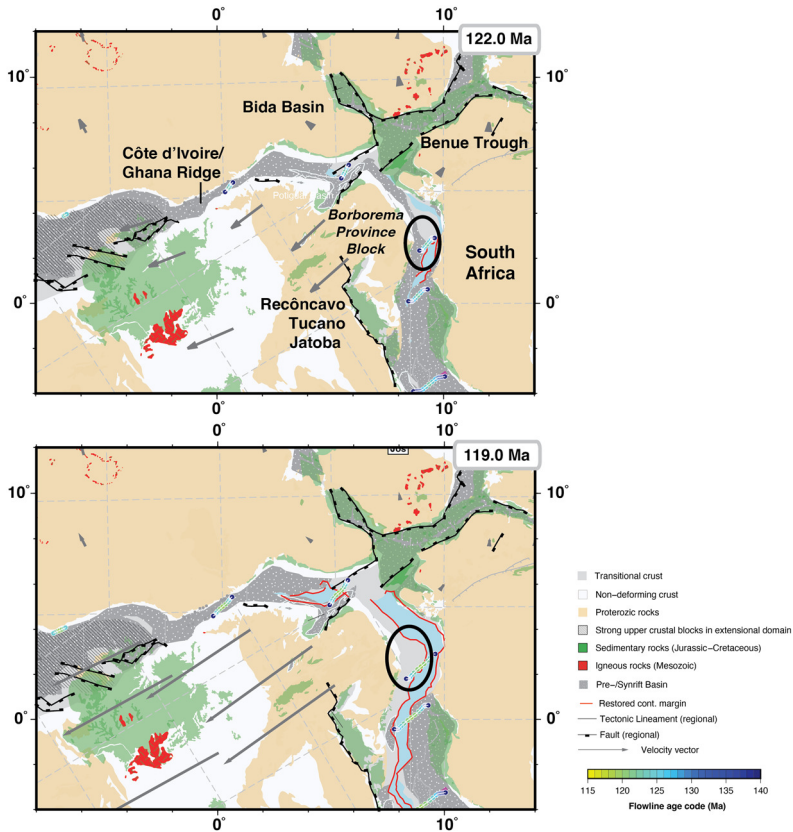 0°
10°
122.0 Ma
10°
10°
Bida Basin
Benue Trough
Côte d'Ivoire/
Ghana Ridge
Potiguar Basin
Borborema
Province
Block
South
Africa
0°
0°
Recôncavo
Tucano
Jatoba
0°
10°
0°
10°
119.0 Ma
Jos
10°
10°
0°
0°
0°
10°
Transitional crust
Non-deforming crust
Proterozic rocks
Strong upper crustal blocks in extensional domain
Sedimentary rocks (Jurassic-Cretaceous)
Igneous rocks (Mesozoic)
Pre-/Synrift Basin
Restored cont. margin
Tectonic Lineament (regional)
Fault (regional)
Velocity vector
115 120 125 130 135 140
Flowline age code (Ma)